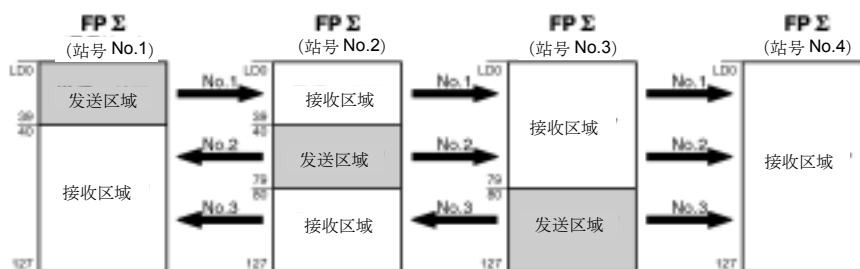 FP Σ FP Σ FP Σ FP Σ
(站号 No.1) (站号 No.2) (站号 No.3) (站号 No.4)
LD0 LD0 LD0 LD0
发送区域 No.1 接收区域 No.1 接收区域 No.1 接收区域
39 39
40 40
接收区域 No.2 发送区域 No.2 No.2
79 79
80 80
No.3 接收区域 No.3 发送区域 No.3
127 127 127 127